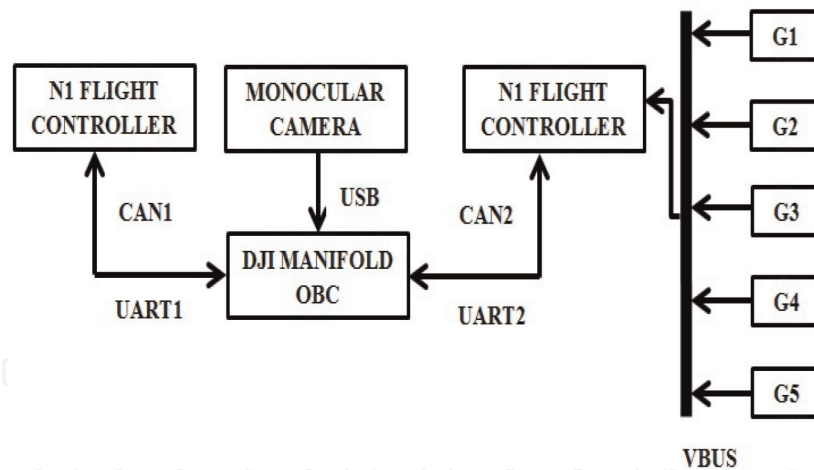 N1 FLIGHT
CONTROLLER
MONOCULAR
CAMERA
N1 FLIGHT
CONTROLLER
CAN1
USB
CAN2
DJI MANIFOLD
OBC
UART1
UART2
G1
G2
G3
G4
G5
VBUS